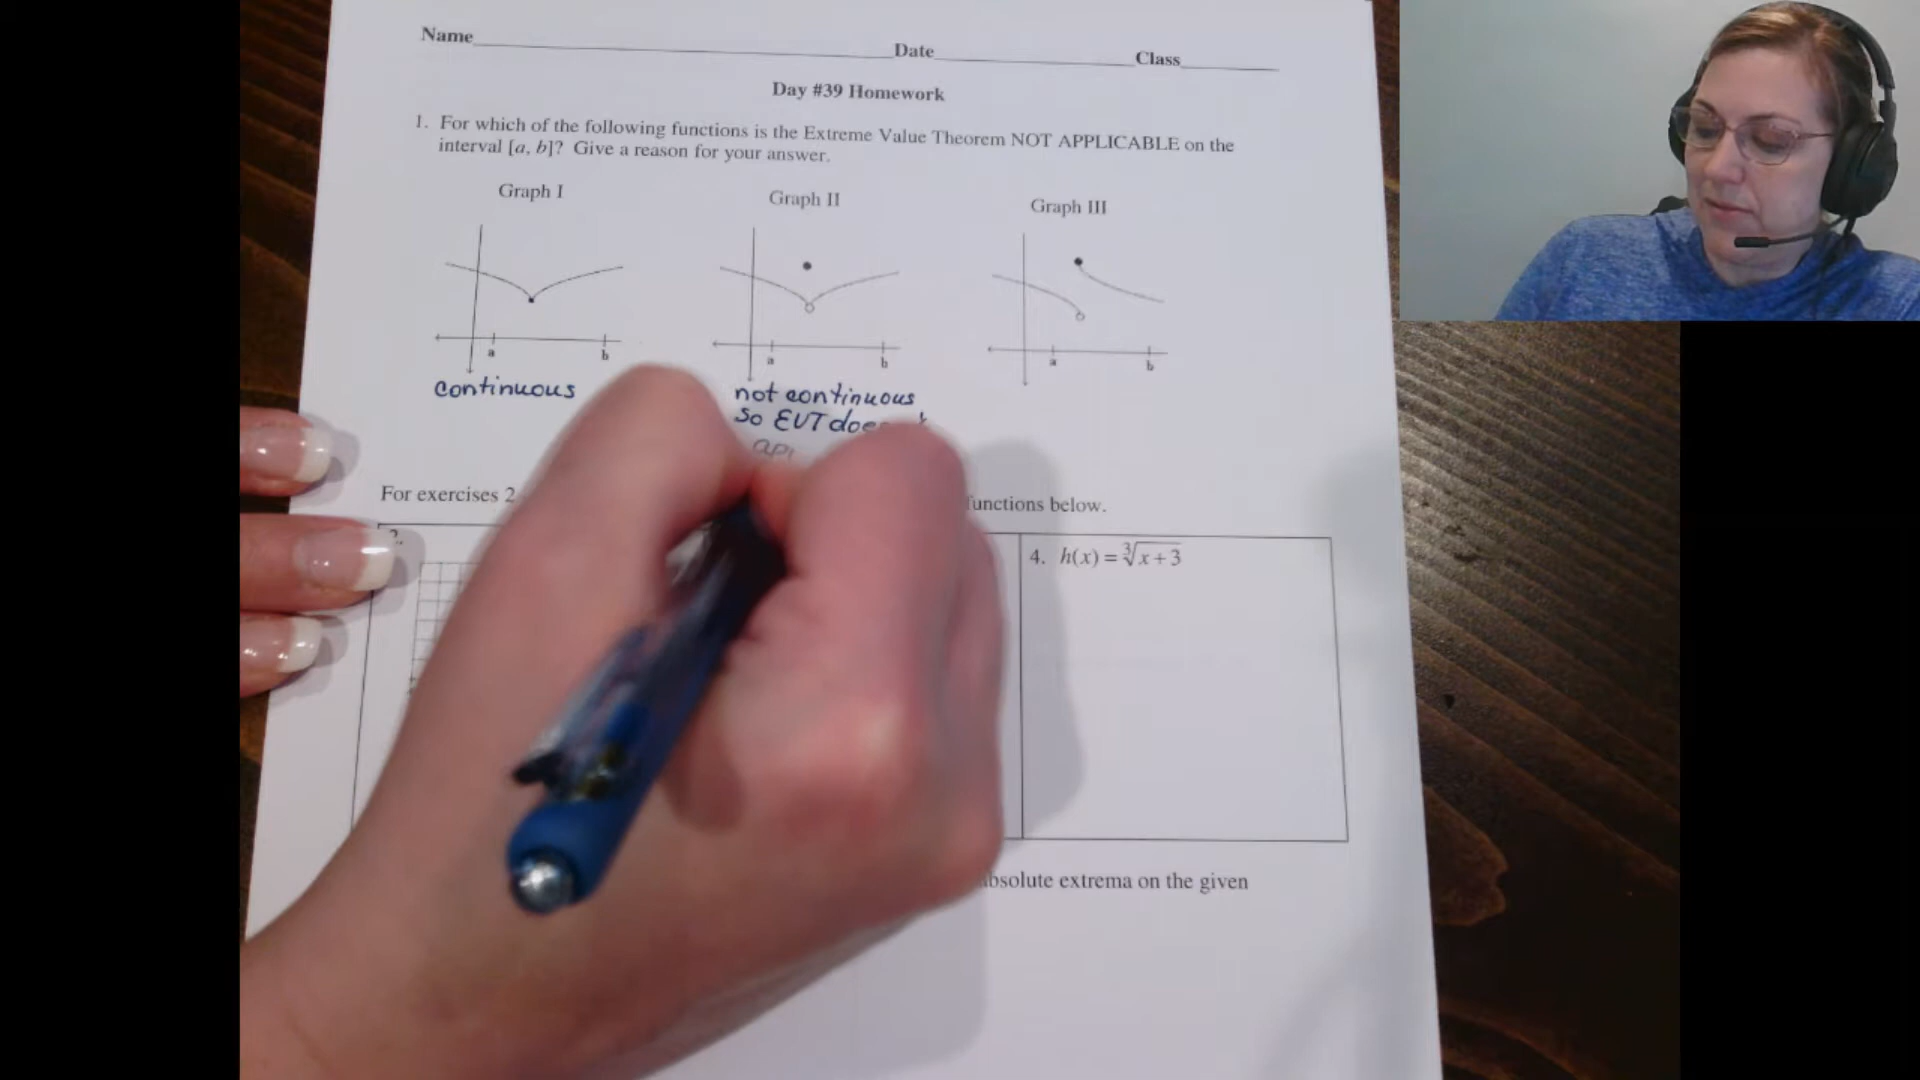 Name Date Class
Day #39 Homework
1. For which of the following functions is the Extreme Value Theorem NOT APPLICABLE on the
interval [a, b]? Give a reason for your answer.
Graph I Graph II Graph III
a b a b a b
continuous not continuous
So EVT
For exercises 2 functions below.
2. 4. h(x) = ∛x+3
absolute extrema on the given